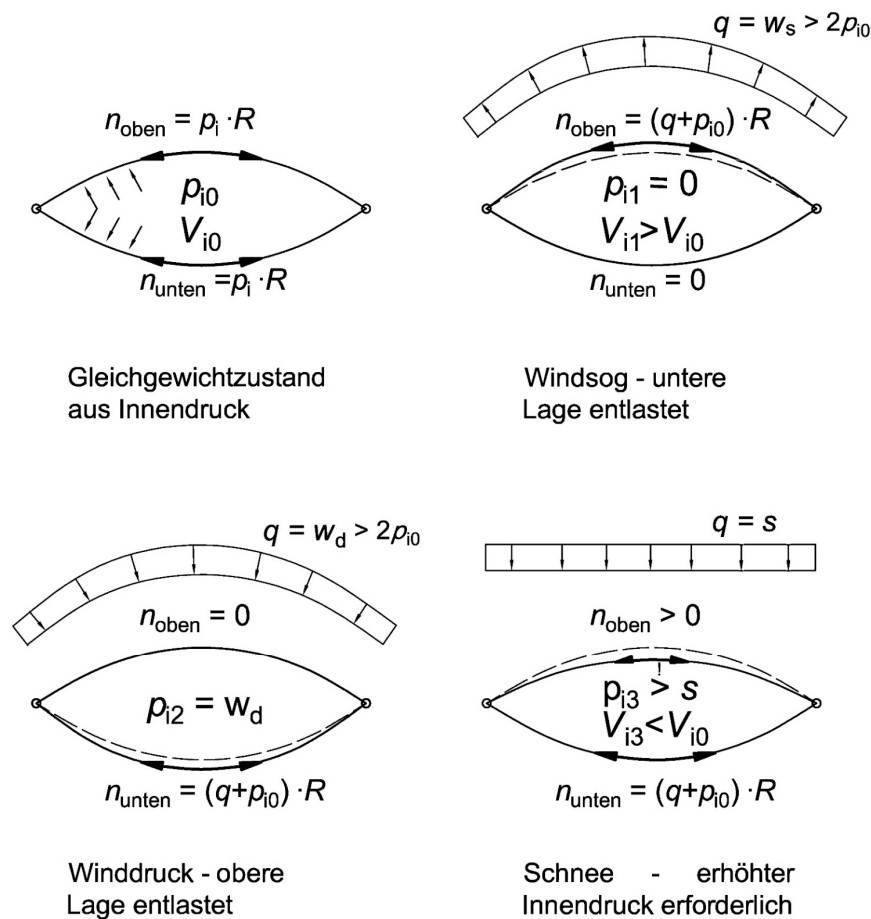 n_oben = p_i · R
p_i0
V_i0
n_unten =p_i · R
Gleichgewichtzustand
aus Innendruck
q = w_s > 2p_i0
n_oben = (q+p_i0) · R
p_i1 = 0
V_i1> V_i0
n_unten = 0
Windsog - untere
Lage entlastet
q = w_d > 2p_i0
n_oben = 0
p_i2 = w_d
n_unten = (q+p_i0) · R
Winddruck - obere
Lage entlastet
q = s
n_oben > 0
!
p_i3 > s
V_i3< V_i0
n_unten = (q+p_i0) · R
Schnee - erhöhter
Innendruck erforderlich